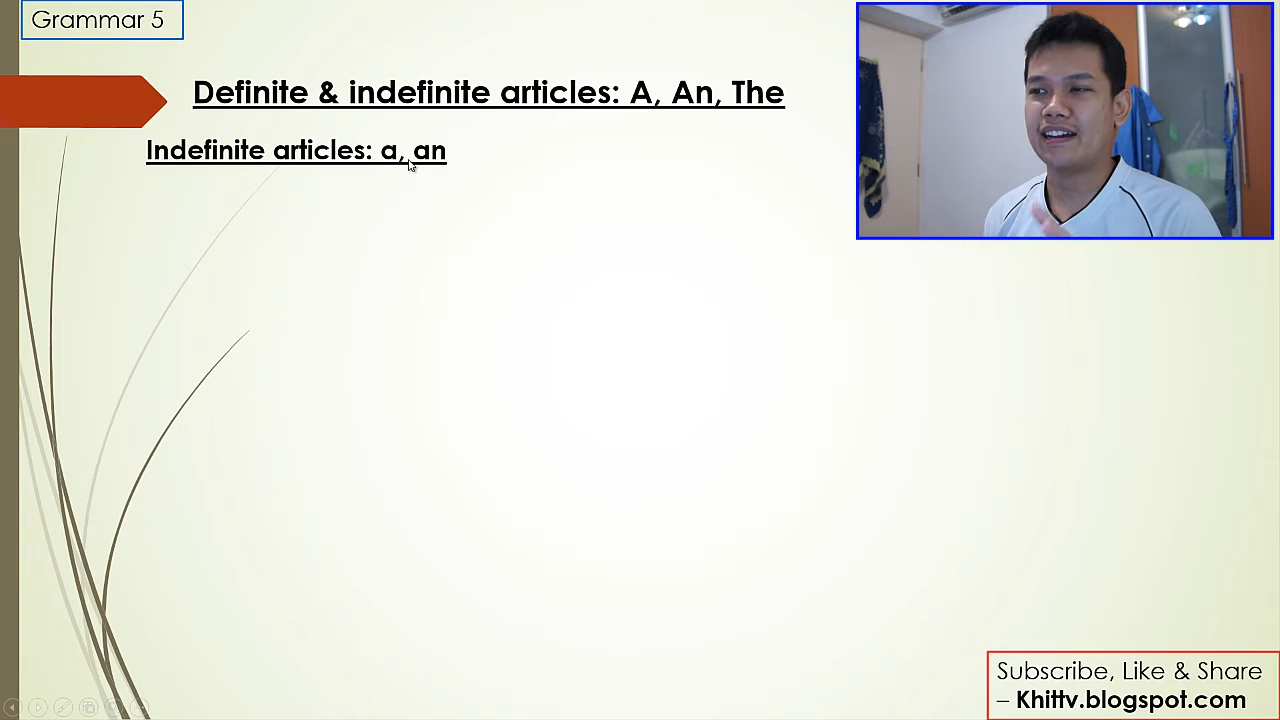 Grammar 5
Definite & indefinite articles: A, An, The
Indefinite articles: a, an
Subscribe, Like & Share
– Khittv.blogspot.com